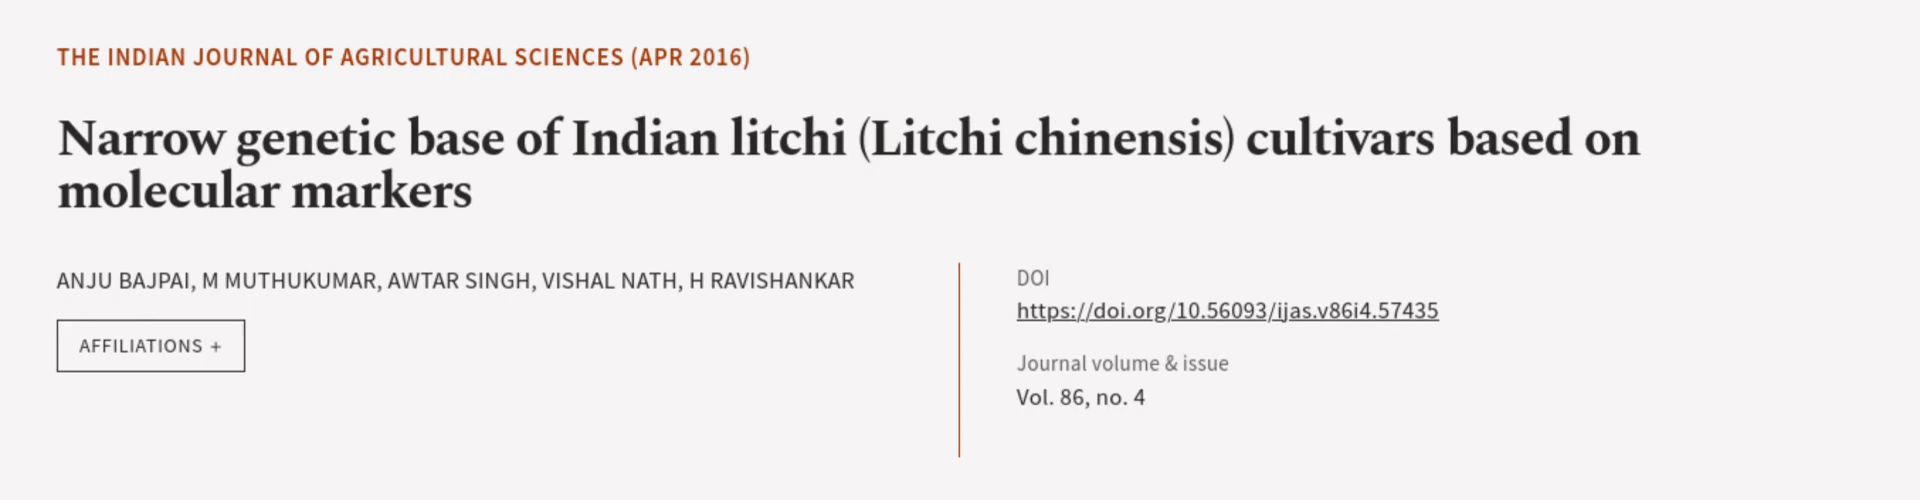 THE INDIAN JOURNAL OF AGRICULTURAL SCIENCES (APR 2016)
Narrow genetic base of Indian litchi (Litchi chinensis) cultivars based on
molecular markers
ANJU BAJPAI, M MUTHUKUMAR, AWTAR SINGH, VISHAL NATH, H RAVISHANKAR
AFFILIATIONS +
DOI
https://doi.org/10.56093/ijas.v86i4.57435
Journal volume & issue
Vol. 86, no. 4